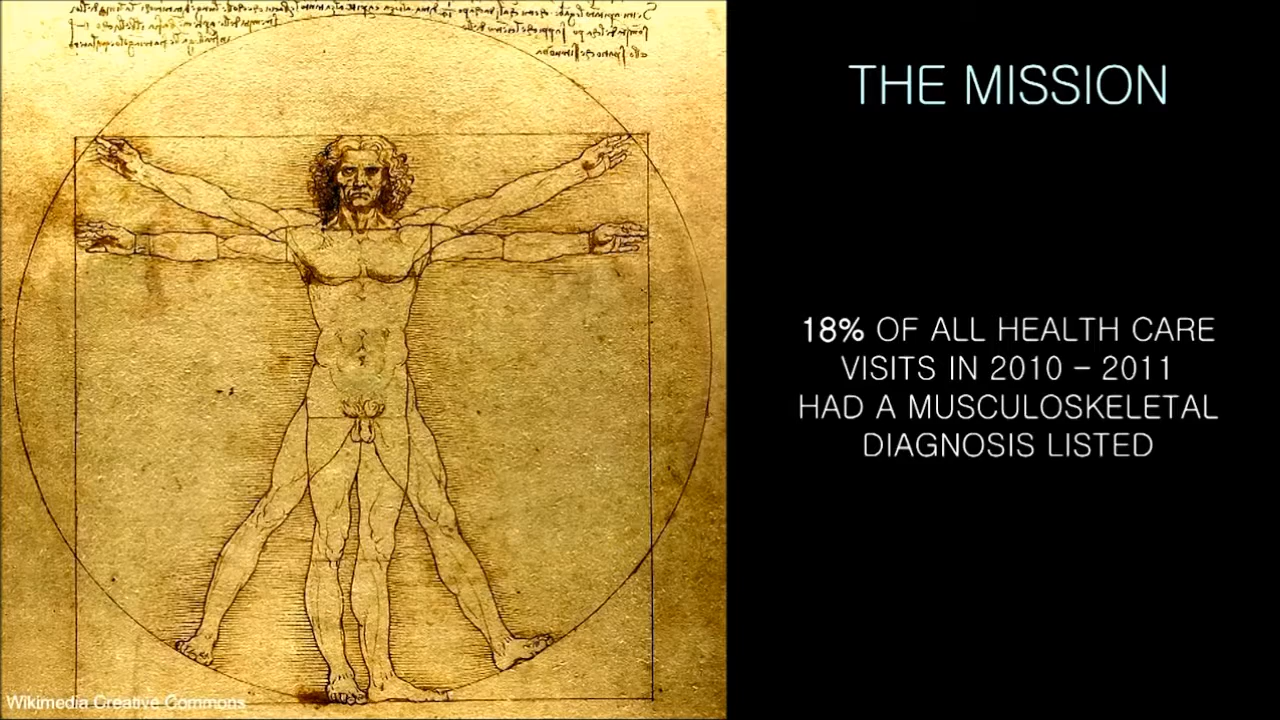 THE MISSION
18% OF ALL HEALTH CARE
VISITS IN 2010 – 2011
HAD A MUSCULOSKELETAL
DIAGNOSIS LISTED
Wikimedia Creative Commons